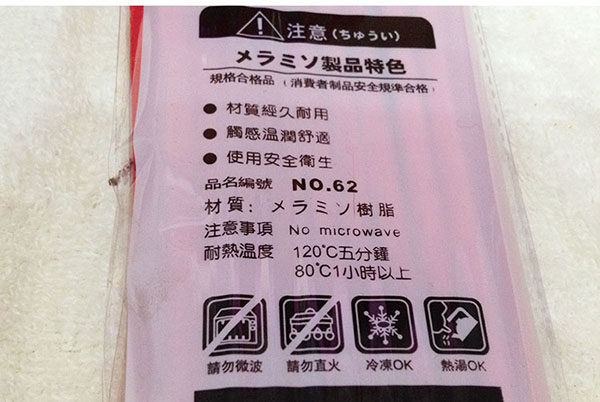 注意(ちゅうい)
メラミソ製品特色
規格合格品(消費者制品安全規準合格)
● 材質經久耐用
● 觸感温潤舒適
● 使用安全衛生
品名編號 NO.62
材質: メラミソ樹脂
注意事項 No microwave
耐熱温度 120℃五分鐘
80℃1小時以上
請勿微波 請勿直火 冷凍OK 熱湯OK